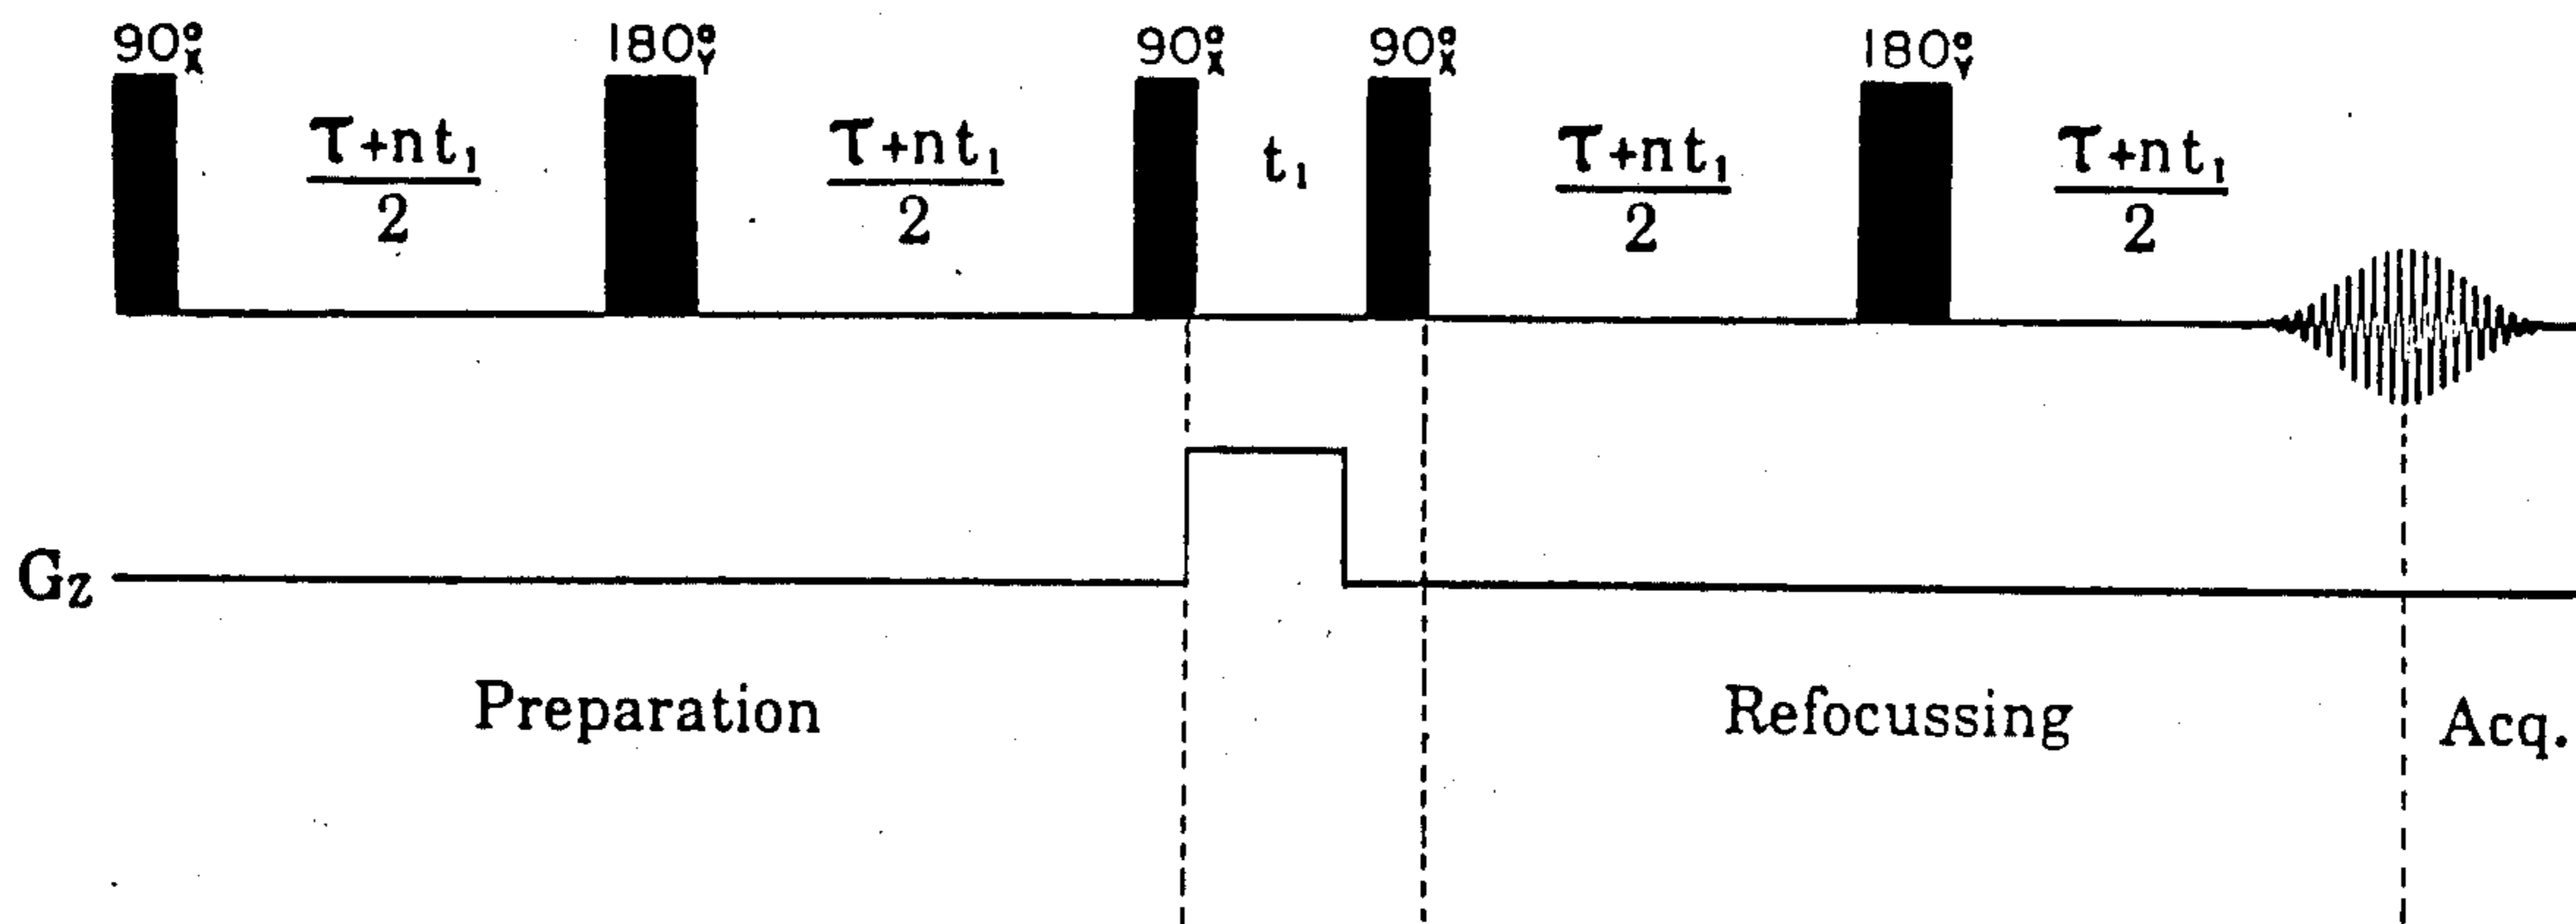 90°x 180°y 90°x 90°x 180°y
τ+nt₁/2 τ+nt₁/2 t₁ τ+nt₁/2 τ+nt₁/2
Gz
Preparation Refocussing Acq.